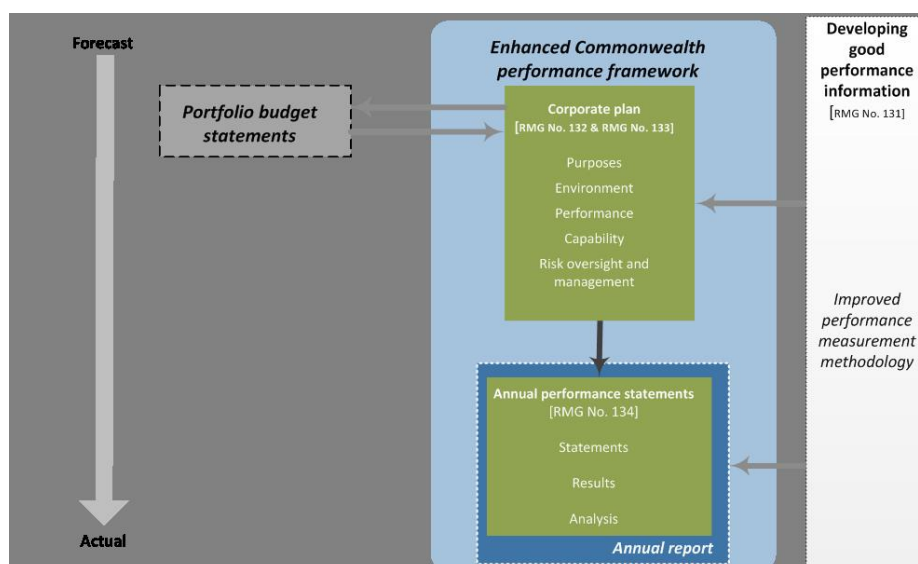 Forecast
Portfolio budget
statements
Enhanced Commonwealth
performance framework
Corporate plan
[RMG No. 132 & RMG No. 133]
Purposes
Environment
Performance
Capability
Risk oversight and
management
Annual performance statements
[RMG No. 134]
Statements
Results
Analysis
Annual report
Developing
good
performance
information
[RMG No. 131]
Improved
performance
measurement
methodology
Actual